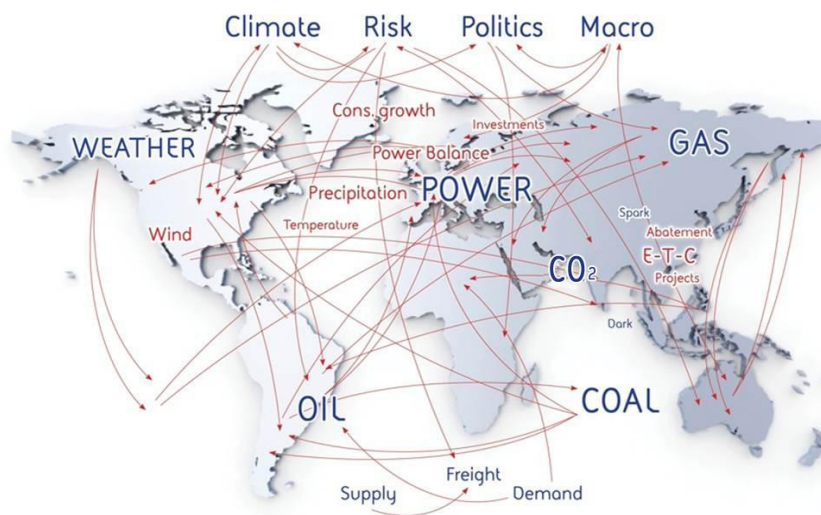 Climate Risk Politics Macro
Cons. growth
Investments
WEATHER
GAS
Power Balance
Precipitation
POWER
Spark
Temperature
Wind
Abatement
E-T-C
CO₂
Projects
Dark
OIL
COAL
Freight
Supply
Demand